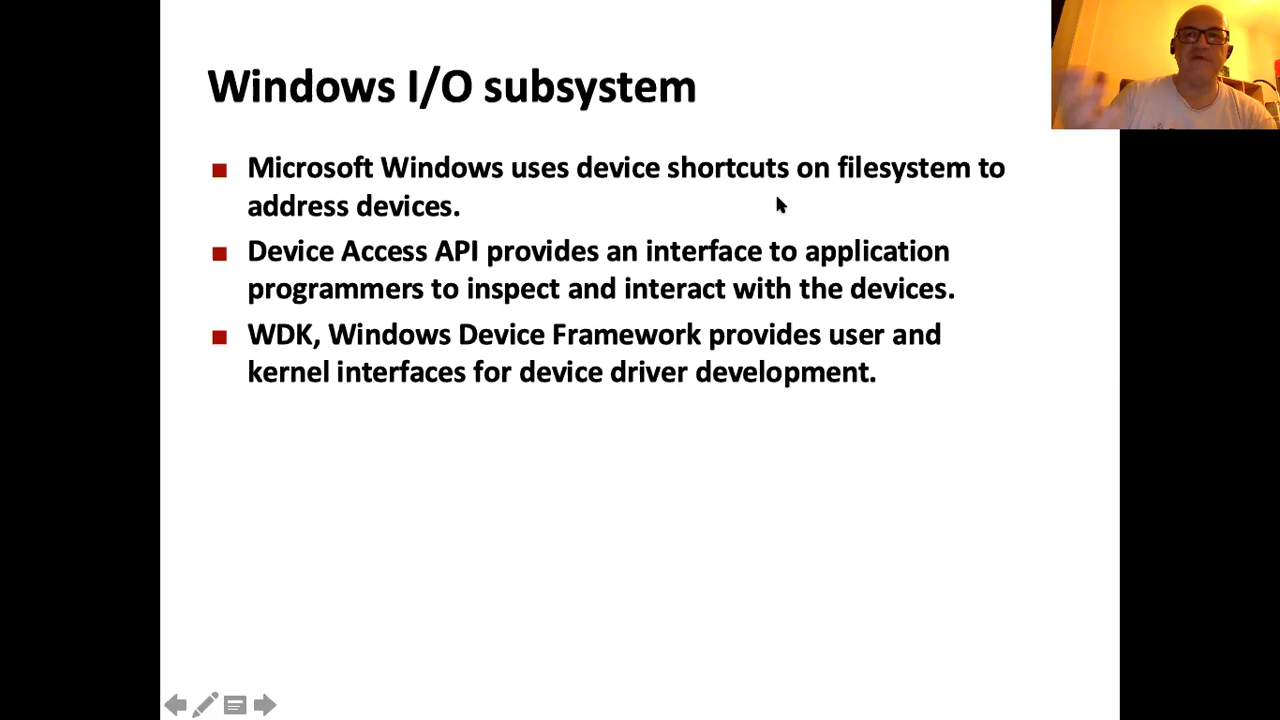 Windows I/O subsystem
Microsoft Windows uses device shortcuts on filesystem to
address devices.
Device Access API provides an interface to application
programmers to inspect and interact with the devices.
WDK, Windows Device Framework provides user and
kernel interfaces for device driver development.